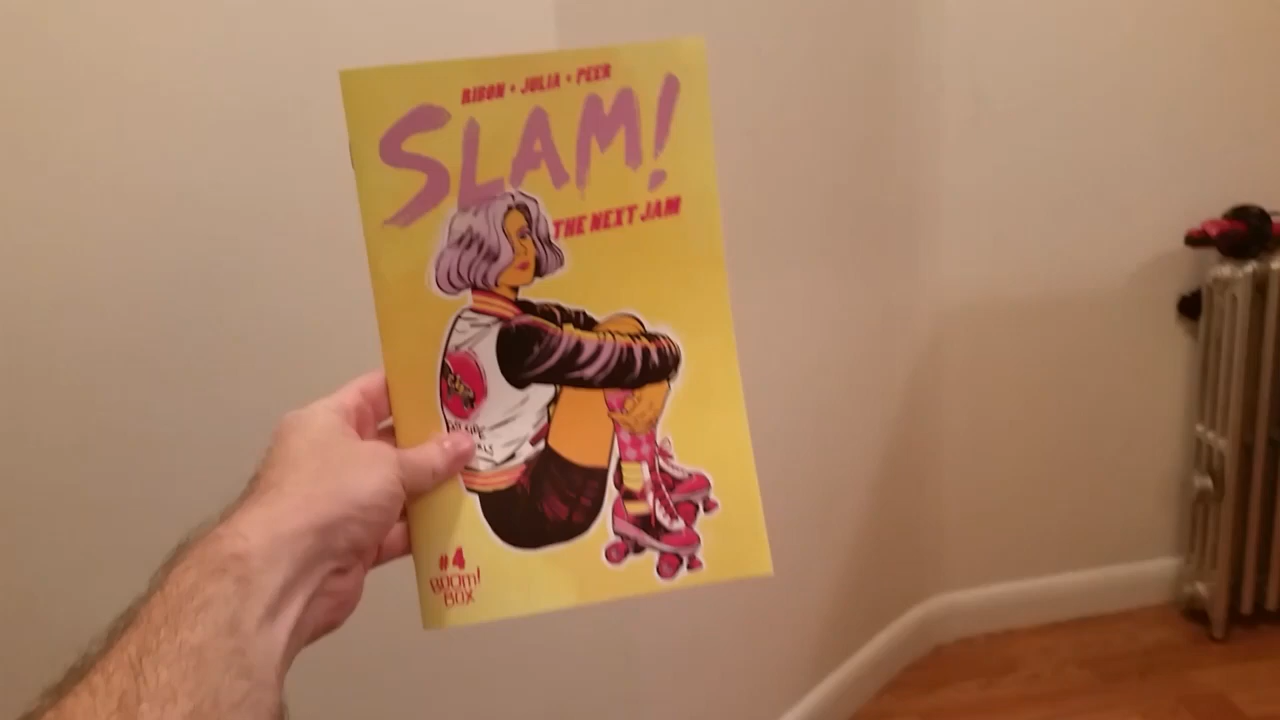 RIBON • JULIA • PEER
SLAM!
THE NEXT JAM
#4
BOOM!
BOX